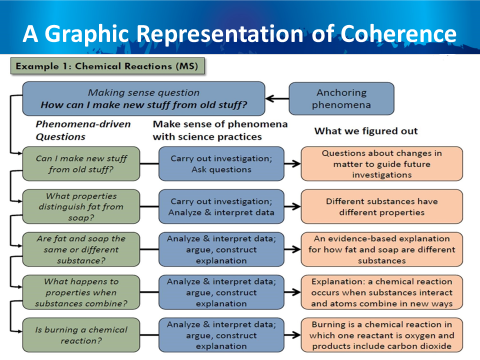 A Graphic Representation of Coherence
Example 1: Chemical Reactions (MS)
Making sense question
How can I make new stuff from old stuff?
Anchoring
phenomena
Phenomena-driven
Questions
Make sense of phenomena
with science practices
What we figured out
Can I make new stuff
from old stuff?
Carry out investigation;
Ask questions
Questions about changes in
matter to guide future
investigations
What properties
distinguish fat from
soap?
Carry out investigation;
Analyze & interpret data
Different substances have
different properties
Are fat and soap the
same or different
substance?
Analyze & interpret data;
argue, construct
explanation
An evidence-based explanation
for how fat and soap are different
substances
What happens to
properties when
substances combine?
Analyze & interpret data;
argue, construct
explanation
Explanation: a chemical reaction
occurs when substances interact
and atoms combine in new ways
Is burning a chemical
reaction?
Analyze & interpret data;
argue, construct
explanation
Burning is a chemical reaction in
which one reactant is oxygen and
products include carbon dioxide